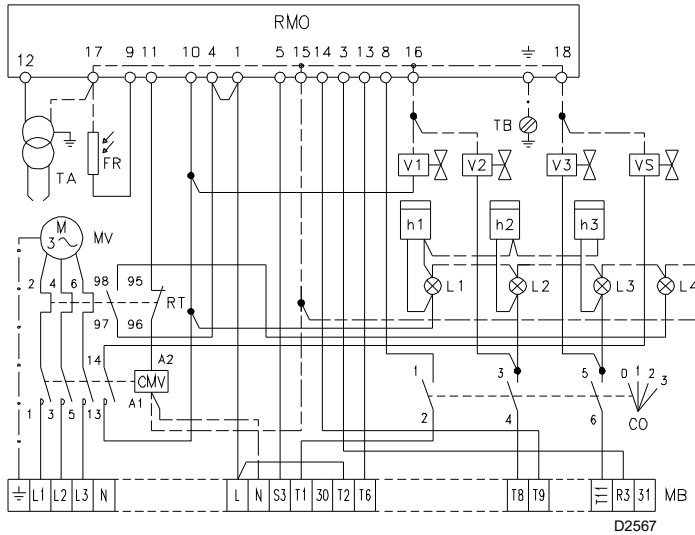 RMO
12 17 9 11 10 4 1 5 15 14 3 13 8 16 18
TB
FR
TA
V1 V2 V3 VS
h1 h2 h3
M
3
MV
2 4 6 98 95
L1 L2 L3 L4
RT
97 96
14 A2
CMV
A1
1 3 5 13
1 3 5 0 1 2 3
2 4 6
CO
L1 L2 L3 N L N S3 T1 30 T2 T6 T8 T9 T11 R3 31 MB
D2567